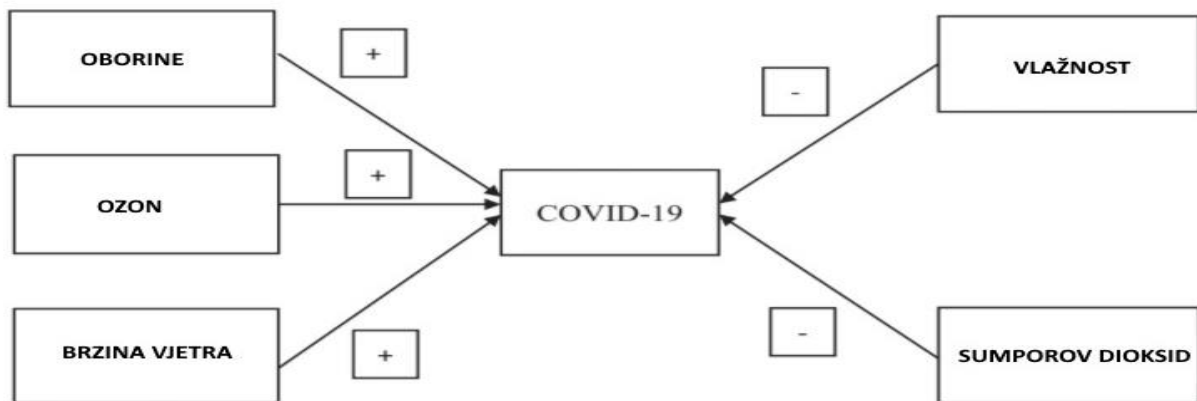 OBORINE
+
OZON
+
BRZINA VJETRA
+
COVID-19
VLAŽNOST
-
SUMPOROV DIOKSID
-